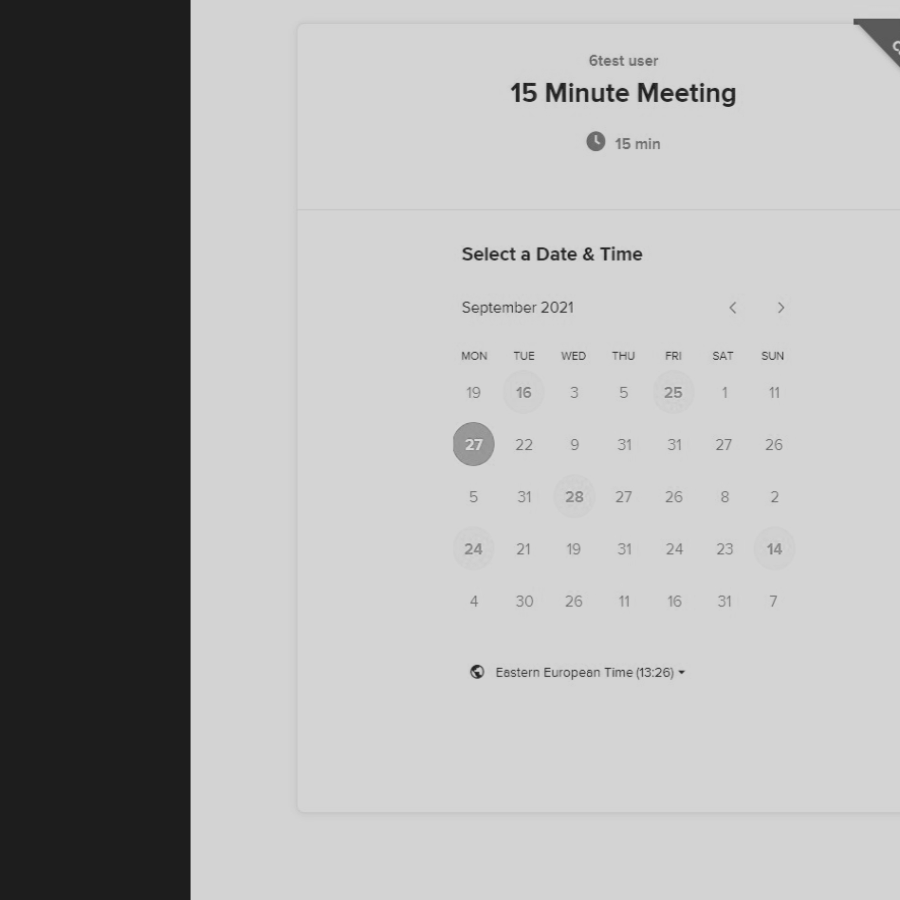 6test user
15 Minute Meeting
15 min
Select a Date & Time
September 2021
MON TUE WED THU FRI SAT SUN
19 16 3 5 25 1 11
27 22 9 31 31 27 26
5 31 28 27 26 8 2
24 21 19 31 24 23 14
4 30 26 11 16 31 7
Eastern European Time (13:26)